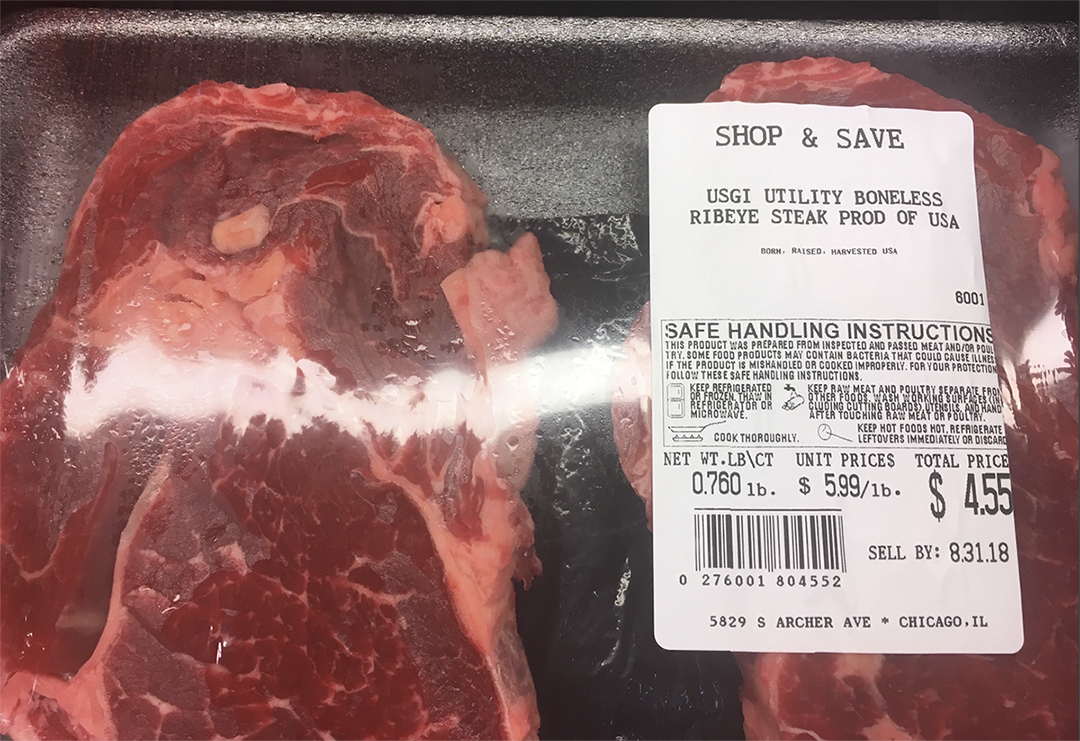 SHOP & SAVE
USGI UTILITY BONELESS
RIBEYE STEAK PROD OF USA
BORN, RAISED, HARVESTED USA
6001
SAFE HANDLING INSTRUCTIONS
THIS PRODUCT WAS PREPARED FROM INSPECTED AND PASSED MEAT AND/OR POUL
TRY. SOME FOOD PRODUCTS MAY CONTAIN BACTERIA THAT COULD CAUSE ILLNES
IF THE PRODUCT IS MISHANDLED OR COOKED IMPROPERLY. FOR YOUR PROTECTION
FOLLOW THESE SAFE HANDLING INSTRUCTIONS.
KEEP REFRIGERATED
OR FROZEN. THAW IN
REFRIGERATOR OR
MICROWAVE.
KEEP RAW MEAT AND POULTRY SEPARATE FRO
OTHER FOODS. WASH WORKING SURFACES (IN
CLUDING CUTTING BOARDS), UTENSILS, AND HAND
AFTER TOUCHING RAW MEAT OR POULTRY.
COOK THOROUGHLY.
KEEP HOT FOODS HOT, REFRIGERATE
LEFTOVERS IMMEDIATELY OR DISCARD
NET WT.LB\CT UNIT PRICES TOTAL PRICE
0.760 lb. $ 5.99/lb. $ 4.55
SELL BY: 8.31.18
0 276001 804552
5829 S ARCHER AVE * CHICAGO,IL